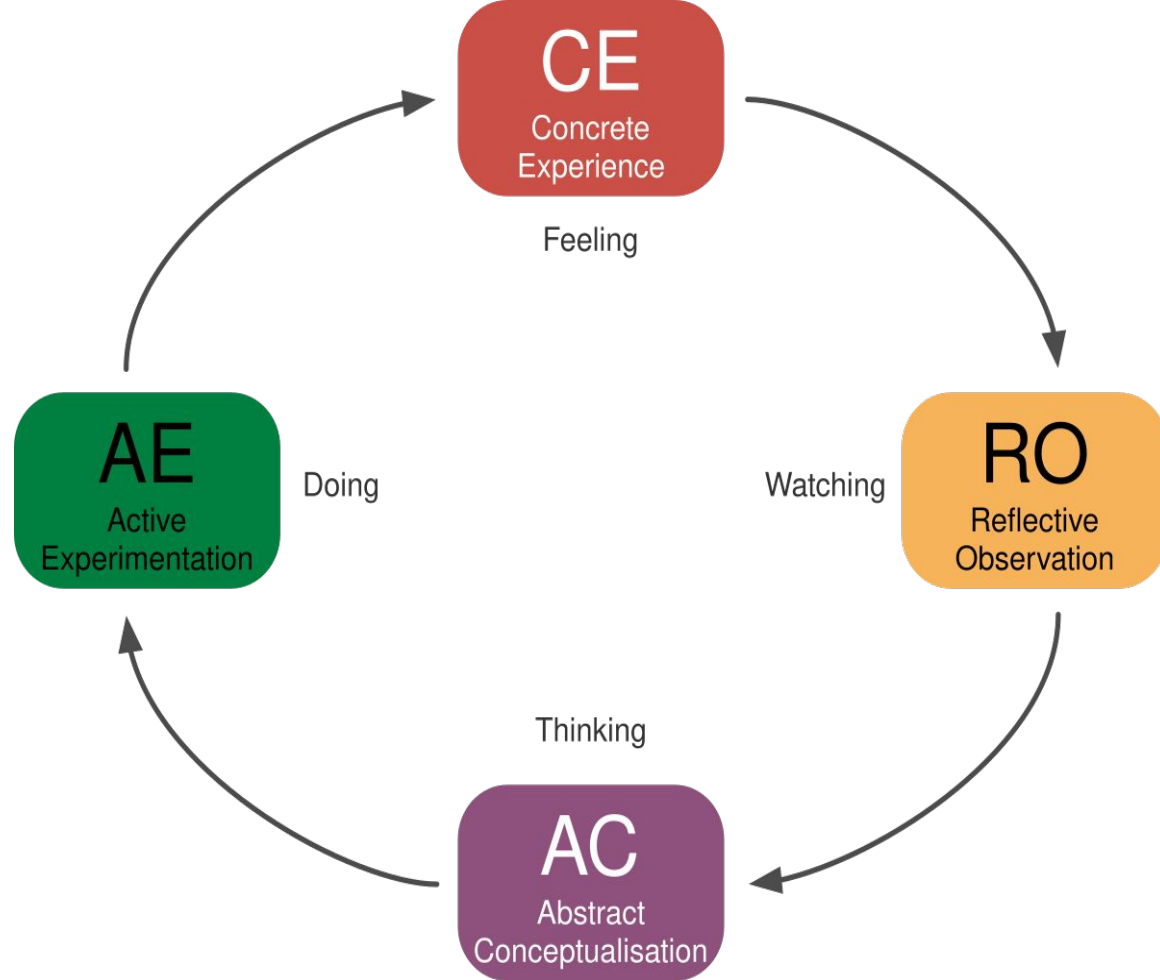 CE
Concrete
Experience
Feeling
AE
Active
Experimentation
Doing
Watching
RO
Reflective
Observation
Thinking
AC
Abstract
Conceptualisation